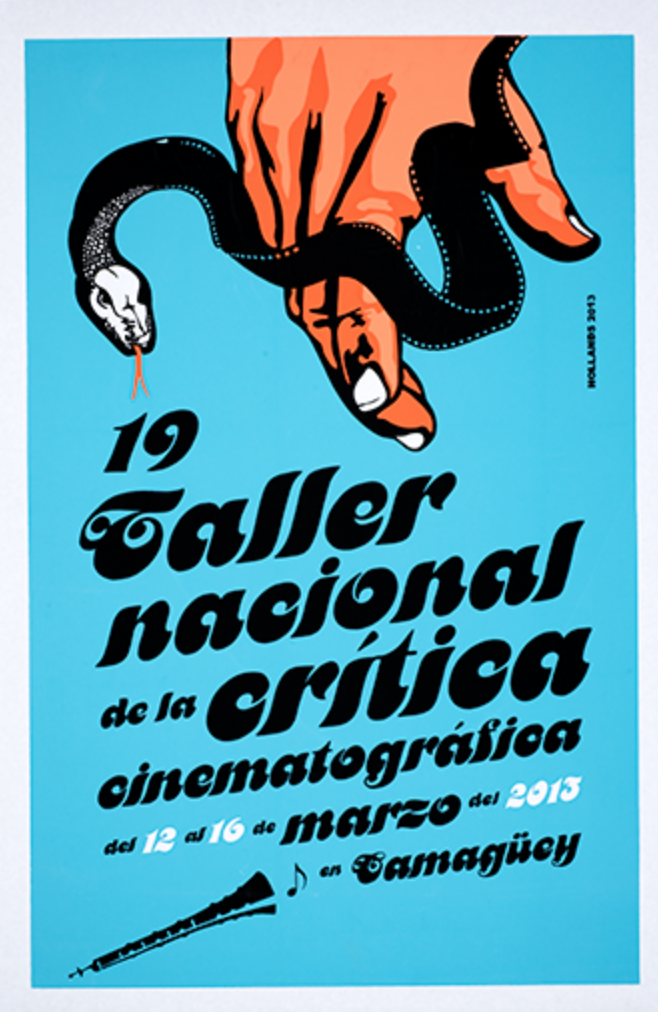 HOLLANDS 2013
19
Taller
nacional
de la crítica
cinematográfica
del 12 al 16 de marzo del 2013
en Camagüey